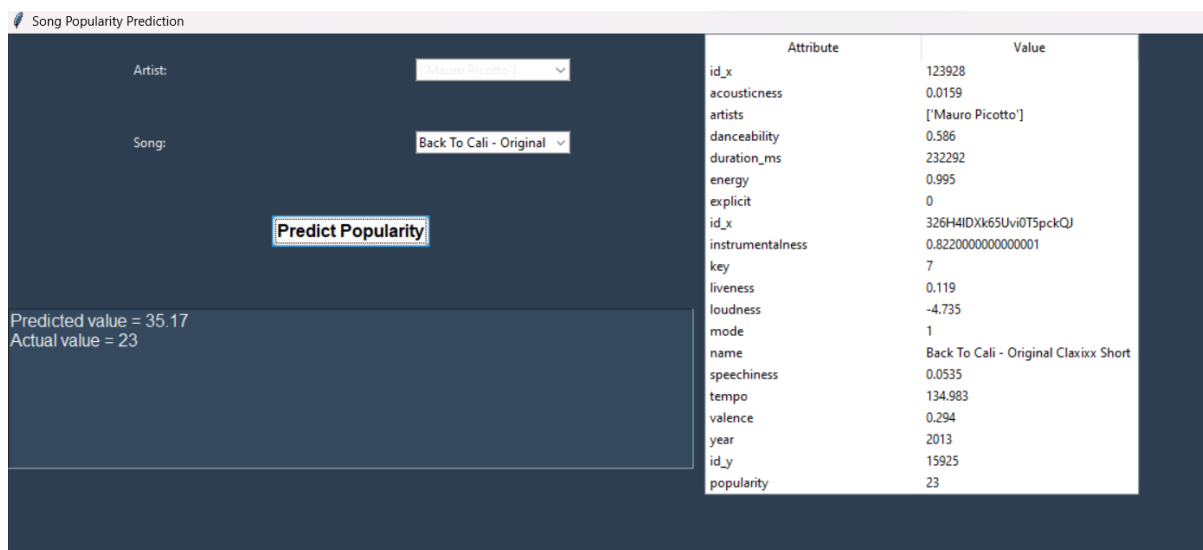 Song Popularity Prediction
Artist:
['Mauro Picotto']
Song:
Back To Cali - Original
Predict Popularity
Predicted value = 35.17
Actual value = 23
Attribute Value
id_x 123928
acousticness 0.0159
artists ['Mauro Picotto']
danceability 0.586
duration_ms 232292
energy 0.995
explicit 0
id_x 326H4IDXk65Uvi0T5pckQJ
instrumentalness 0.8220000000000001
key 7
liveness 0.119
loudness -4.735
mode 1
name Back To Cali - Original Claxixx Short
speechiness 0.0535
tempo 134.983
valence 0.294
year 2013
id_y 15925
popularity 23